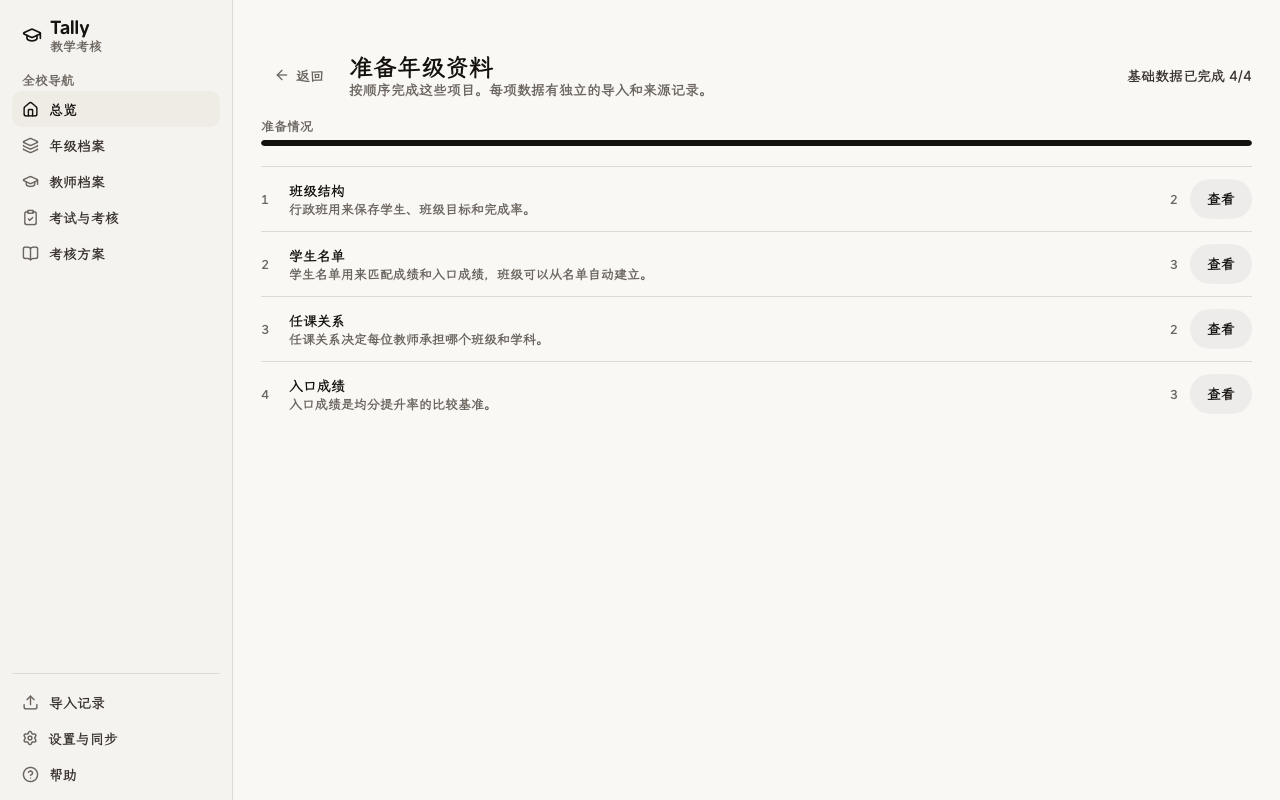 Tally
教学考核
全校导航
总览
年级档案
教师档案
考试与考核
考核方案
导入记录
设置与同步
帮助
返回
准备年级资料
按顺序完成这些项目。每项数据有独立的导入和来源记录。
基础数据已完成 4/4
准备情况
1
班级结构
行政班用来保存学生、班级目标和完成率。
2
查看
2
学生名单
学生名单用来匹配成绩和入口成绩，班级可以从名单自动建立。
3
查看
3
任课关系
任课关系决定每位教师承担哪个班级和学科。
2
查看
4
入口成绩
入口成绩是均分提升率的比较基准。
3
查看